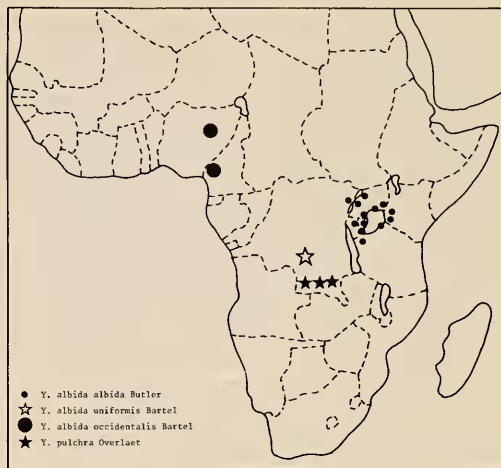 Y. albida albida Butler
Y. albida uniformis Bartel
Y. albida occidentalis Bartel
Y. pulchra Overlaet